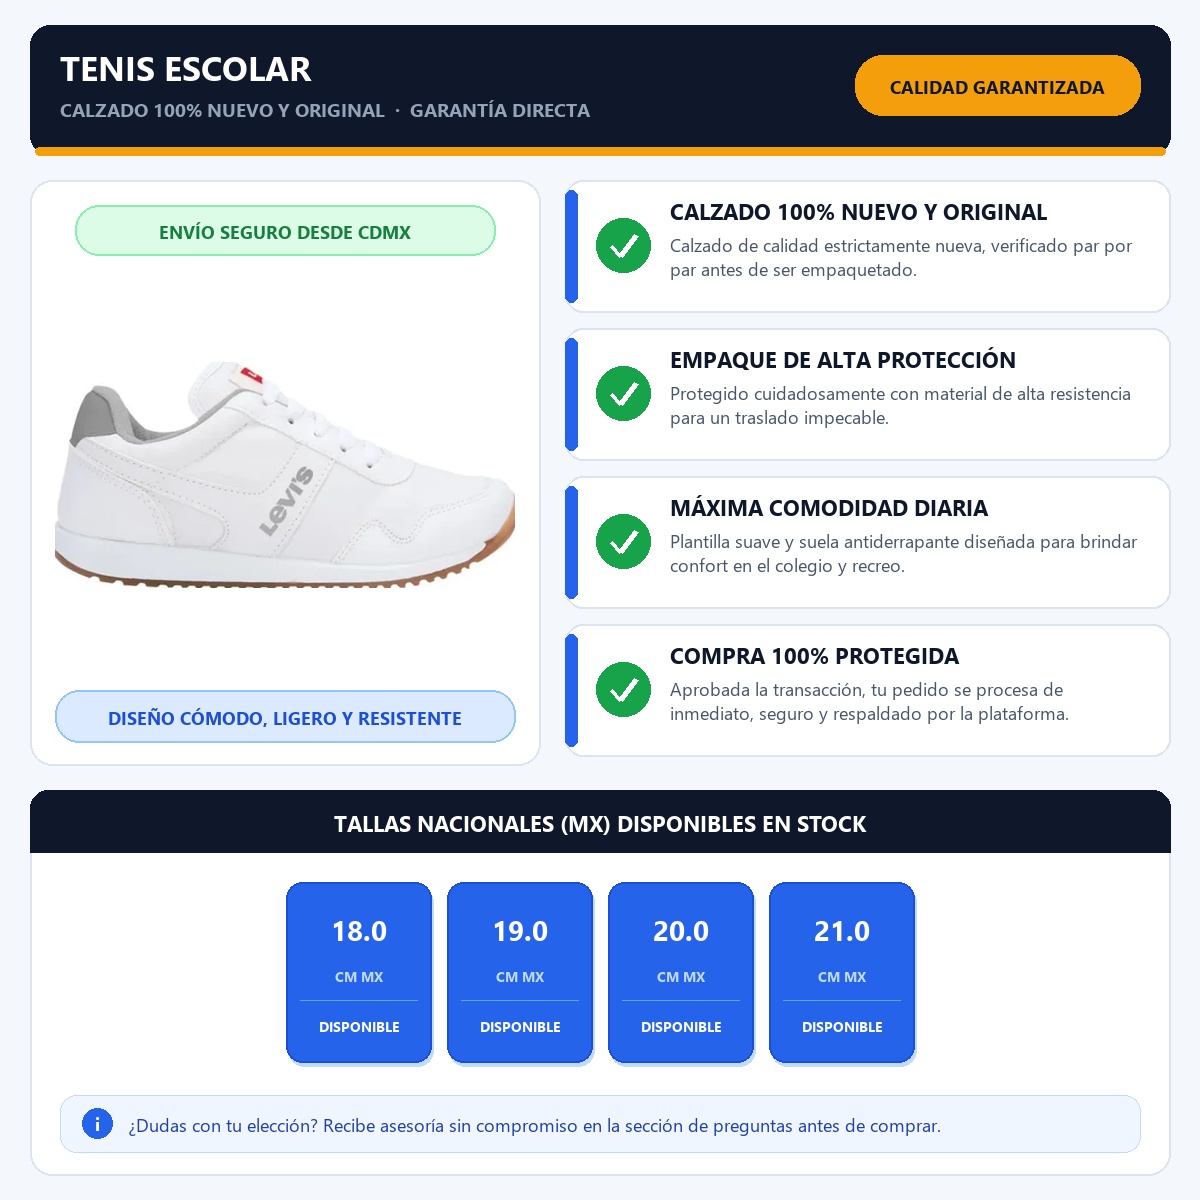 TENIS ESCOLAR
CALZADO 100% NUEVO Y ORIGINAL · GARANTÍA DIRECTA
CALIDAD GARANTIZADA
ENVÍO SEGURO DESDE CDMX
Levi's
DISEÑO CÓMODO, LIGERO Y RESISTENTE
CALZADO 100% NUEVO Y ORIGINAL
Calzado de calidad estrictamente nueva, verificado par por
par antes de ser empaquetado.
EMPAQUE DE ALTA PROTECCIÓN
Protegido cuidadosamente con material de alta resistencia
para un traslado impecable.
MÁXIMA COMODIDAD DIARIA
Plantilla suave y suela antiderrapante diseñada para brindar
confort en el colegio y recreo.
COMPRA 100% PROTEGIDA
Aprobada la transacción, tu pedido se procesa de
inmediato, seguro y respaldado por la plataforma.
TALLAS NACIONALES (MX) DISPONIBLES EN STOCK
18.0
CM MX
DISPONIBLE
19.0
CM MX
DISPONIBLE
20.0
CM MX
DISPONIBLE
21.0
CM MX
DISPONIBLE
¿Dudas con tu elección? Recibe asesoría sin compromiso en la sección de preguntas antes de comprar.